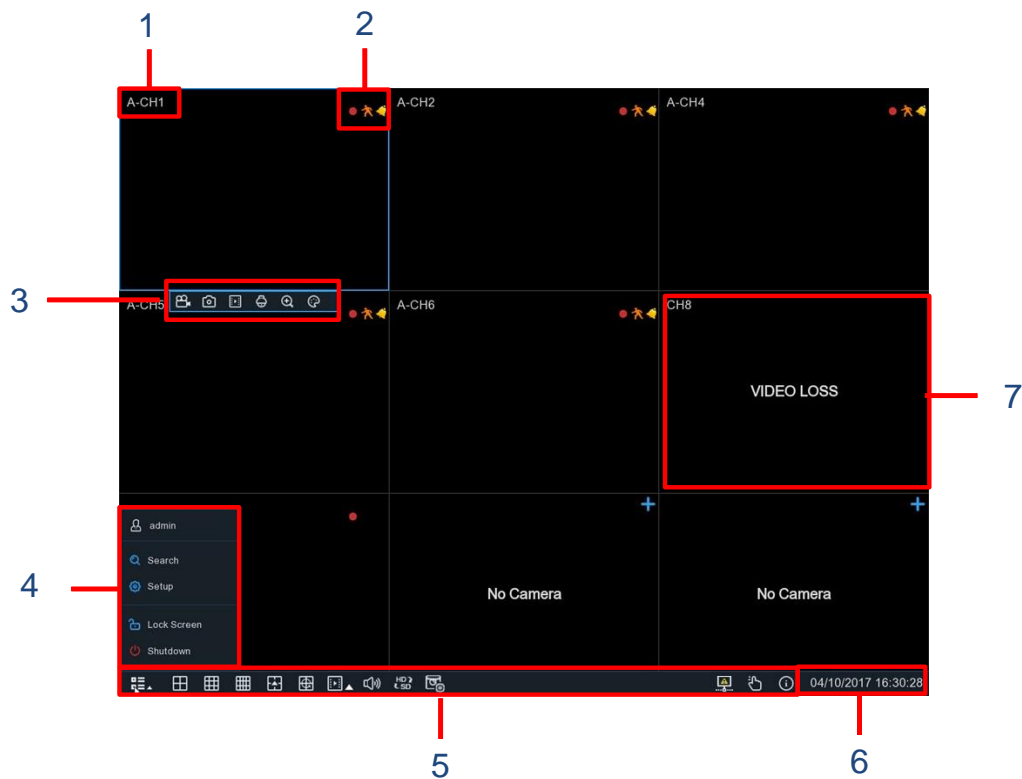 1
2
A-CH1
A-CH2
A-CH4
3
A-CH5
A-CH6
CH8
VIDEO LOSS
7
admin
Search
Setup
4
No Camera
No Camera
Lock Screen
Shutdown
HD
SD
04/10/2017 16:30:28
5
6